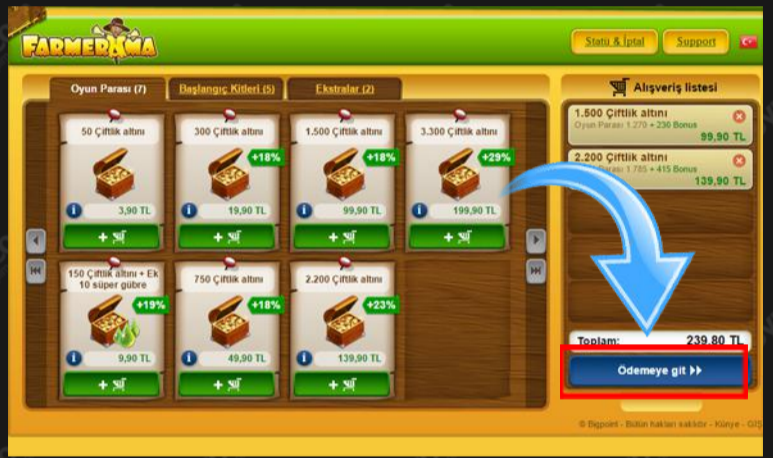 FARMERAMA
Statü & İptal
Support
Oyun Parası (7)
Başlangıç Kitleri (5)
Ekstralar (2)
Alışveriş listesi
50 Çiftlik altını
3,90 TL
+
300 Çiftlik altını
+18%
19,90 TL
+
1.500 Çiftlik altını
+18%
99,90 TL
+
3.300 Çiftlik altını
+29%
199,90 TL
+
150 Çiftlik altını + Ek
10 süper gübre
+19%
9,90 TL
+
750 Çiftlik altını
+18%
49,90 TL
+
2.200 Çiftlik altını
+23%
139,90 TL
+
1.500 Çiftlik altını
Oyun Parası 1.270 + 230 Bonus
99,90 TL
2.200 Çiftlik altını
1.785 + 415 Bonus
139,90 TL
Toplam: 239,80 TL
Ödemeye git
© Bigpoint - Bütün hakları saklıdır - Künye -